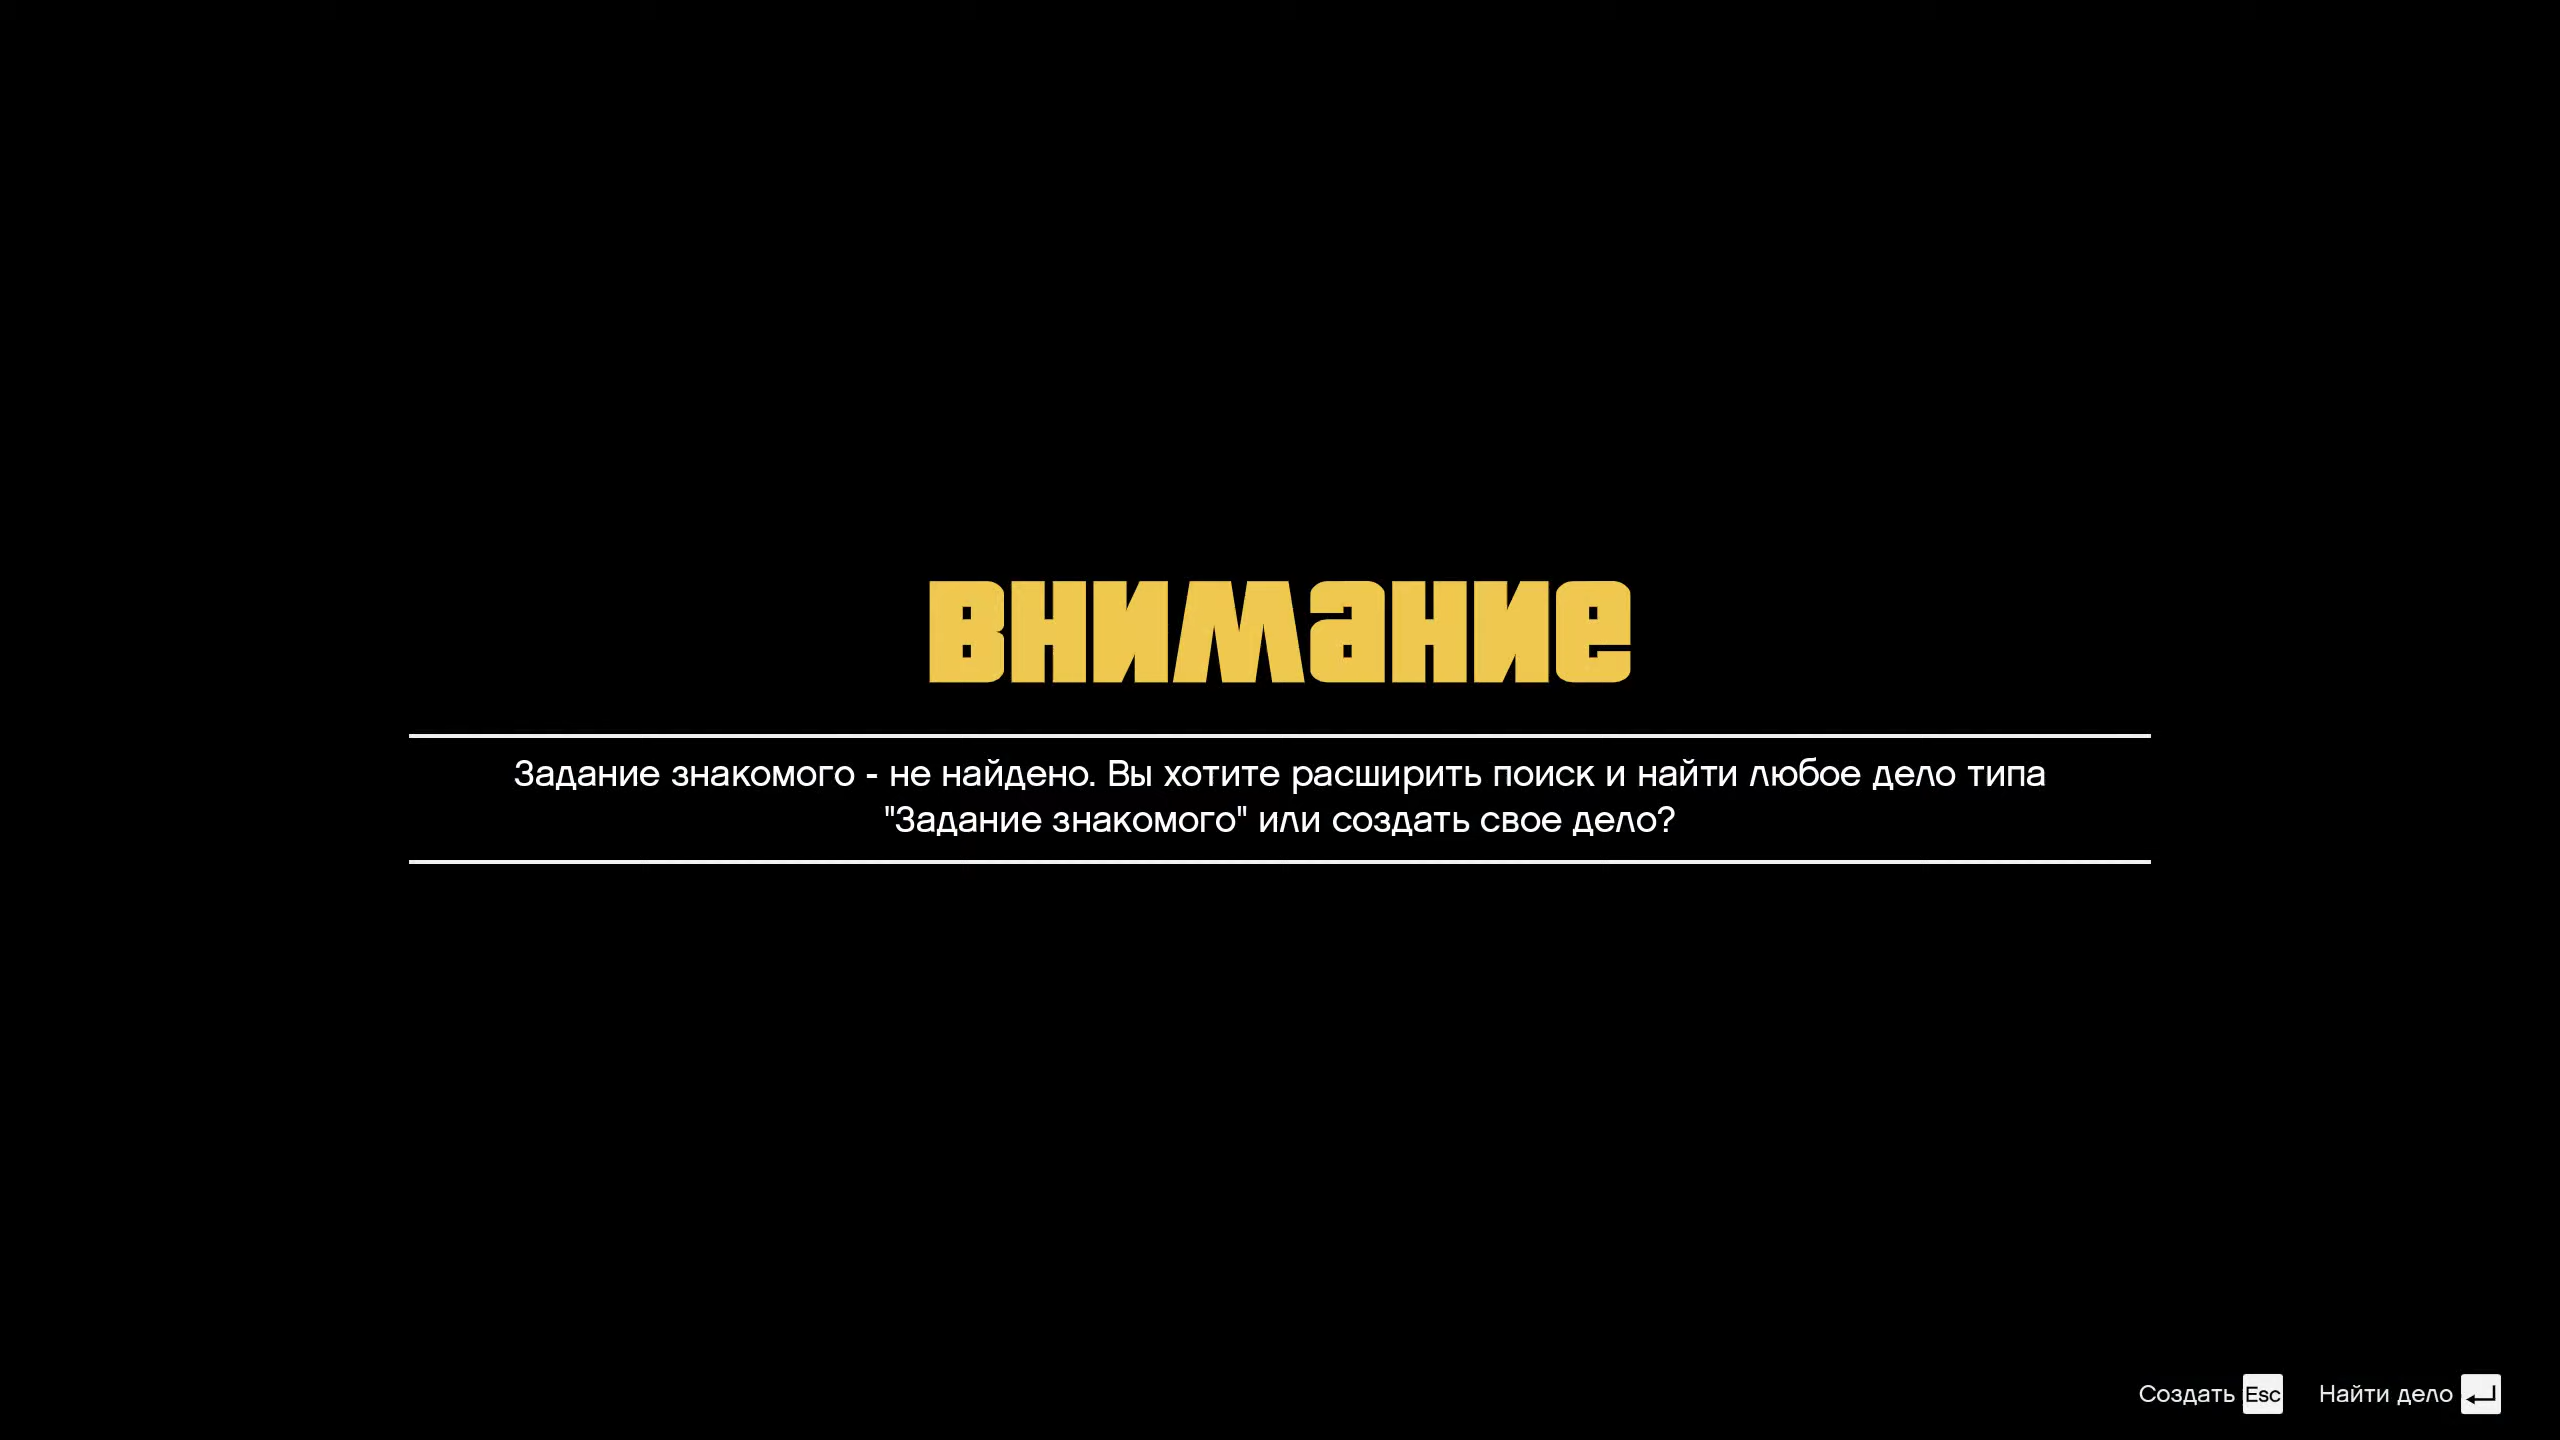 внимание
Задание знакомого - не найдено. Вы хотите расширить поиск и найти любое дело типа
"Задание знакомого" или создать свое дело?
Создать Esc Найти дело